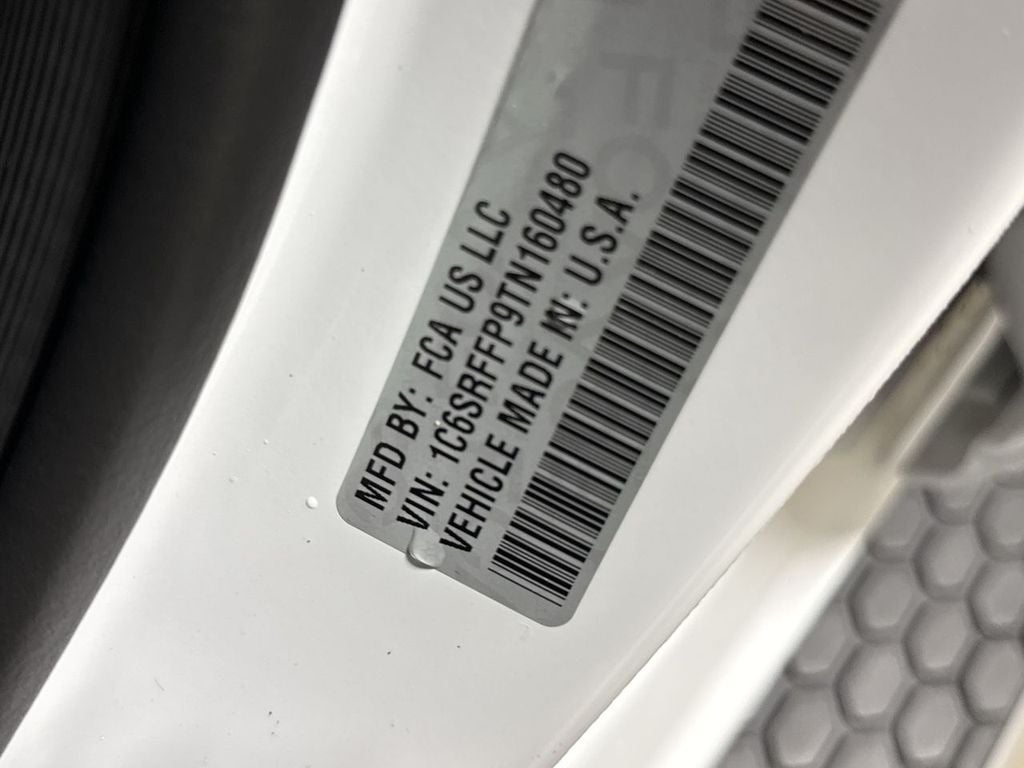 MFD BY: FCA US LLC
VIN: 1C6SRFFP9TN160480
VEHICLE MADE IN: U.S.A.